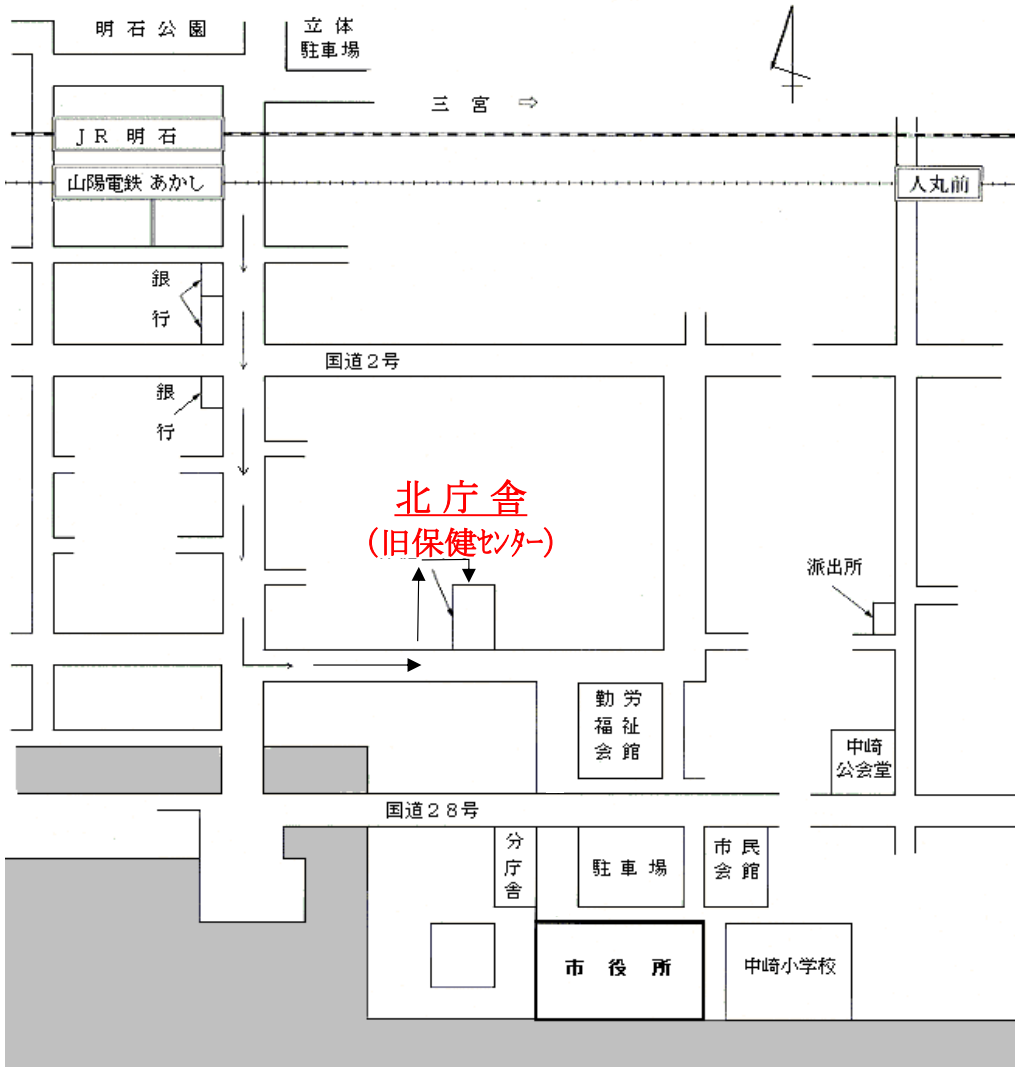 明石公園
立体
駐車場
三宮 ⇨
JR 明石
山陽電鉄 あかし
人丸前
銀
行
国道2号
銀
行
北庁舎
(旧保健センター)
派出所
勤労
福祉
会館
中崎
公会堂
国道28号
分
庁
舎
駐車場
市民
会館
市役所
中崎小学校